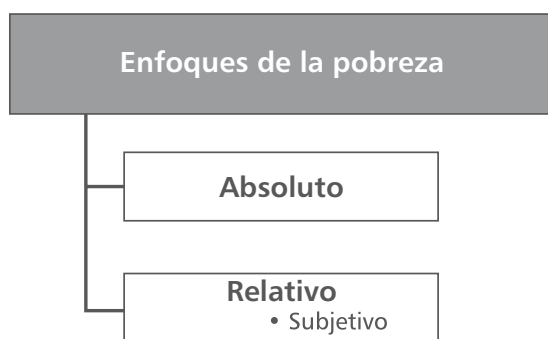 Enfoques de la pobreza
Absoluto
Relativo
• Subjetivo